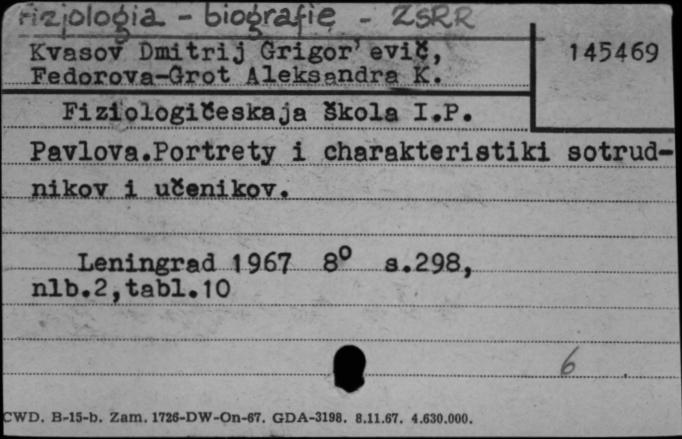 Fizjologia - biografie - ZSRR
Kvasov Dmitrij Grigor'evič,
145469
Fedorova-Grot Aleksandra K.
Fiziologičeskaja škola I.P.
Pavlova.Portrety i charakteristiki sotrud-
nikov i učenikov.
Leningrad 1967 8° s.298,
nlb.2,tabl.10
6
CWD. B-15-b. Zam. 1726-DW-On-67. GDA-3198. 8.11.67. 4.630.000.